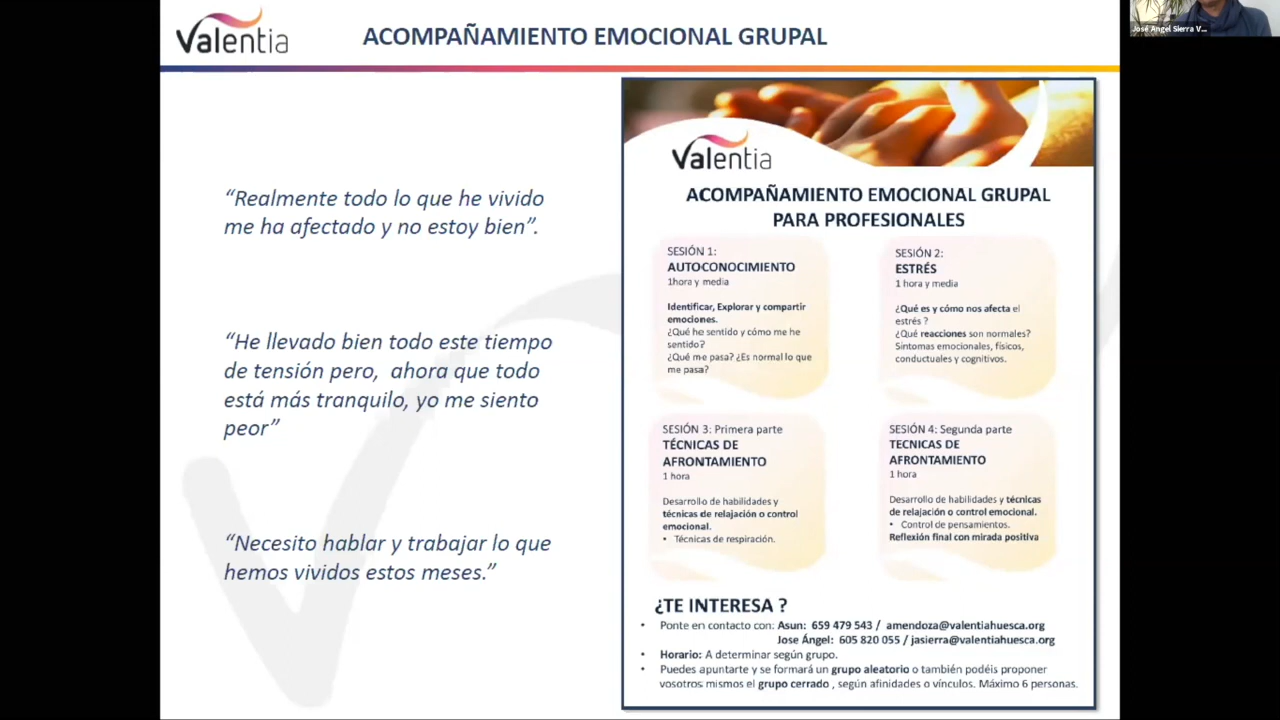 Valentia
ACOMPAÑAMIENTO EMOCIONAL GRUPAL
José Angel Sierra V...
“Realmente todo lo que he vivido
me ha afectado y no estoy bien”.
“He llevado bien todo este tiempo
de tensión pero,  ahora que todo
está más tranquilo, yo me siento
peor”
“Necesito hablar y trabajar lo que
hemos vividos estos meses.”
Valentia
ACOMPAÑAMIENTO EMOCIONAL GRUPAL
PARA PROFESIONALES
SESIÓN 1:
AUTOCONOCIMIENTO
1hora y media
Identificar, Explorar y compartir
emociones.
¿Qué he sentido y cómo me he
sentido?
¿Qué me pasa? ¿Es normal lo que
me pasa?
SESIÓN 2:
ESTRÉS
1 hora y media
¿Qué es y cómo nos afecta el
estrés ?
¿Qué reacciones son normales?
Síntomas emocionales, físicos,
conductuales y cognitivos.
SESIÓN 3: Primera parte
TÉCNICAS DE
AFRONTAMIENTO
1 hora
Desarrollo de habilidades y
técnicas de relajación o control
emocional.
• Técnicas de respiración.
SESIÓN 4: Segunda parte
TECNICAS DE
AFRONTAMIENTO
1 hora
Desarrollo de habilidades y técnicas
de relajación o control emocional.
• Control de pensamientos.
Reflexión final con mirada positiva
¿TE INTERESA ?
• Ponte en contacto con: Asun:  659 479 543 /  amendoza@valentiahuesca.org
Jose Ángel:  605 820 055 / jasierra@valentiahuesca.org
• Horario: A determinar según grupo.
• Puedes apuntarte y se formará un grupo aleatorio o también podéis proponer
vosotros mismos el grupo cerrado , según afinidades o vínculos. Máximo 6 personas.